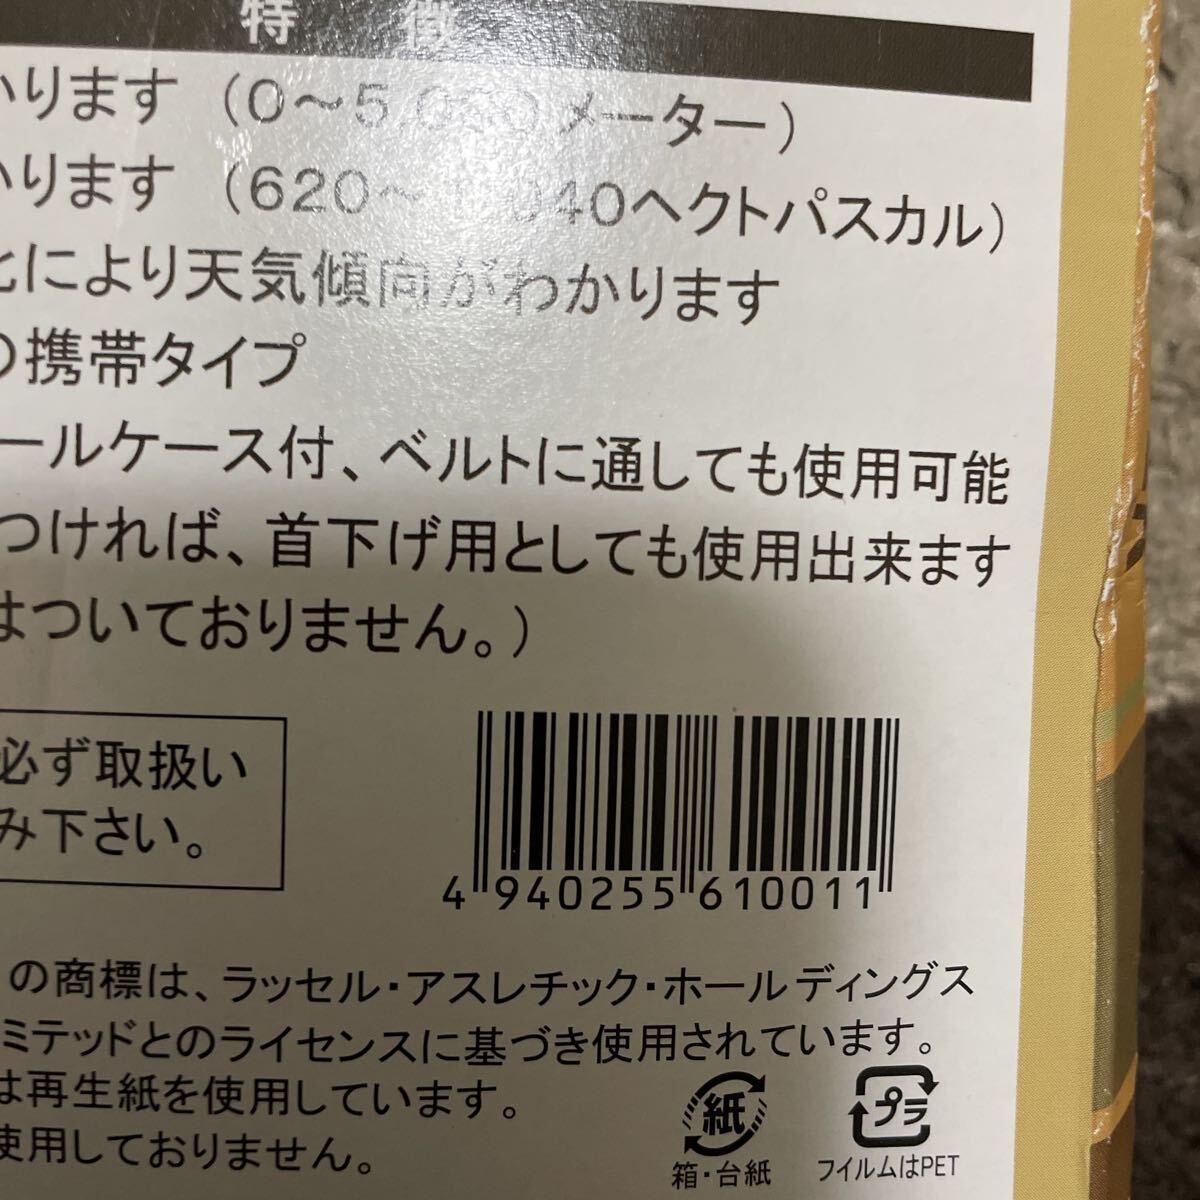 特　　徴
かります（0～5,000メーター）
かります（620～1,040ヘクトパスカル）
により天気傾向がわかります
の携帯タイプ
ールケース付、ベルトに通しても使用可能
つければ、首下げ用としても使用出来ます
はついておりません。）
必ず取扱い
み下さい。
4 940255 610011
の商標は、ラッセル・アスレチック・ホールディングス
ミテッドとのライセンスに基づき使用されています。
は再生紙を使用しています。
使用しておりません。
紙
箱・台紙
プラ
フイルムはPET